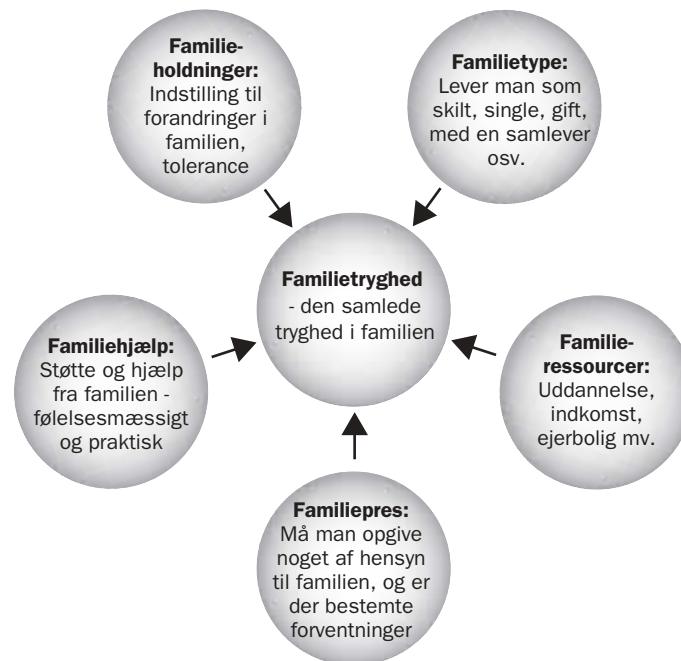 Familie-
holdninger:
Indstilling til
forandringer i
familien,
tolerance
Familietype:
Lever man som
skilt, single, gift,
med en samlever
osv.
Familietryghed
- den samlede
tryghed i familien
Familiehjælp:
Støtte og hjælp
fra familien -
følelsesmæssigt
og praktisk
Familie-
ressourcer:
Uddannelse,
indkomst,
ejerbolig mv.
Familiepres:
Må man opgive
noget af hensyn
til familien, og er
der bestemte
forventninger